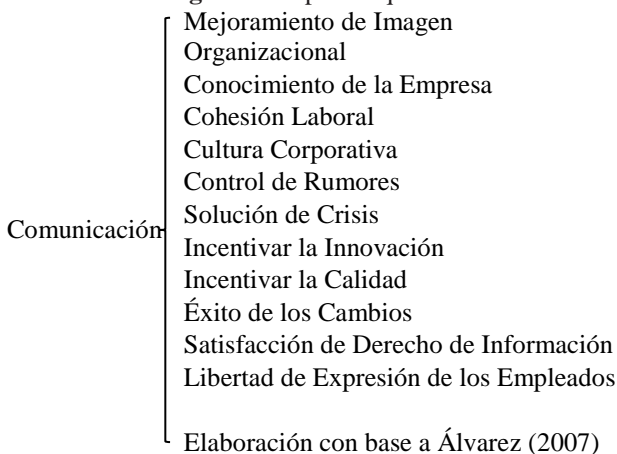 Mejoramiento de Imagen
Organizacional
Conocimiento de la Empresa
Cohesión Laboral
Cultura Corporativa
Control de Rumores
Solución de Crisis
Comunicación
Incentivar la Innovación
Incentivar la Calidad
Éxito de los Cambios
Satisfacción de Derecho de Información
Libertad de Expresión de los Empleados
Elaboración con base a Álvarez (2007)